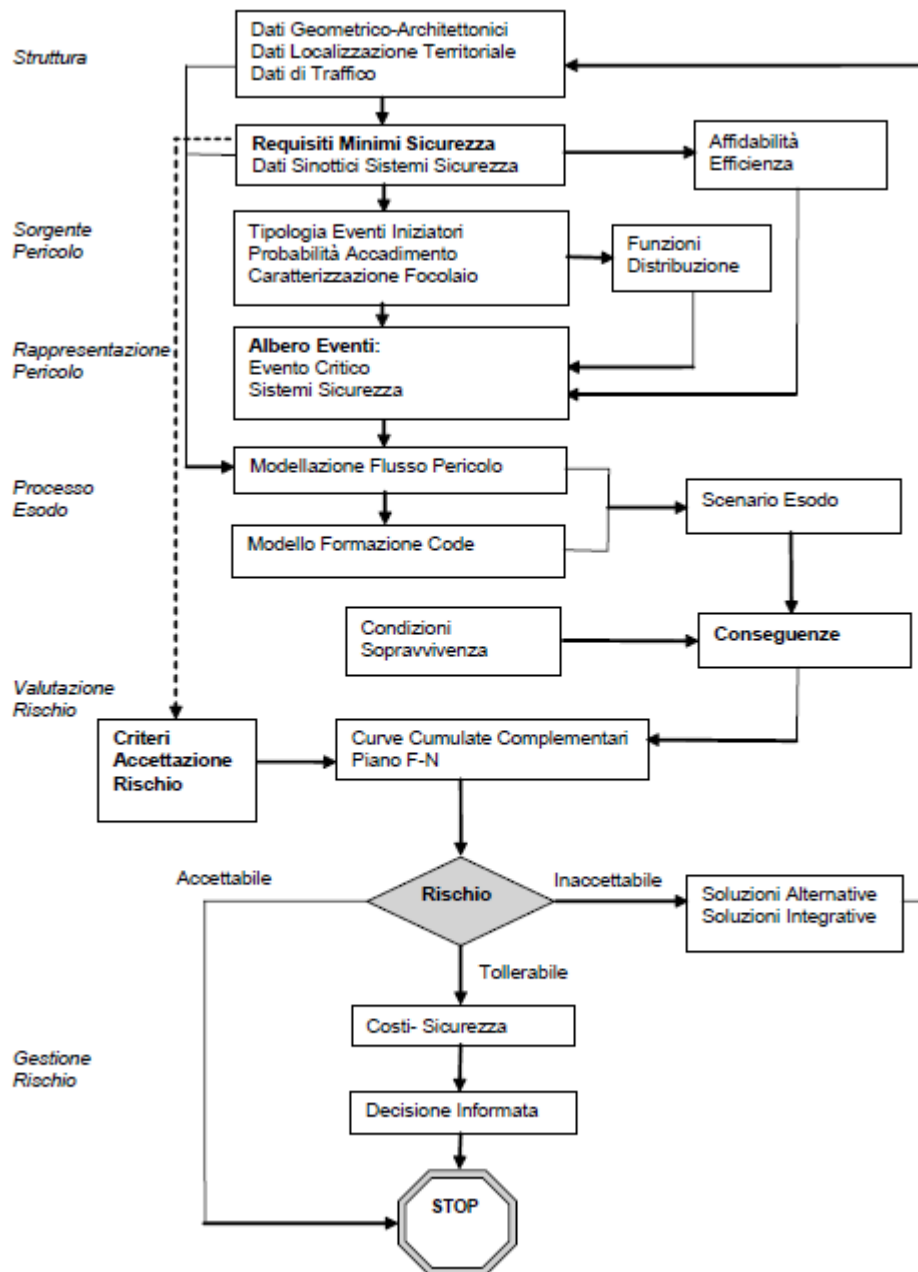 Dati Geometrico-Architettonici
Dati Localizzazione Territoriale
Dati di Traffico
Struttura
Requisiti Minimi Sicurezza
Dati Sinottici Sistemi Sicurezza
Affidabilità
Efficienza
Sorgente
Pericolo
Tipologia Eventi Iniziatori
Probabilità Accadimento
Caratterizzazione Focolaio
Funzioni
Distribuzione
Rappresentazione
Pericolo
Albero Eventi:
Evento Critico
Sistemi Sicurezza
Processo
Esodo
Modellazione Flusso Pericolo
Scenario Esodo
Modello Formazione Code
Condizioni
Sopravvivenza
Conseguenze
Valutazione
Rischio
Criteri
Accettazione
Rischio
Curve Cumulate Complementari
Piano F-N
Accettabile
Rischio
Inaccettabile
Soluzioni Alternative
Soluzioni Integrative
Tollerabile
Costi- Sicurezza
Gestione
Rischio
Decisione Informata
STOP